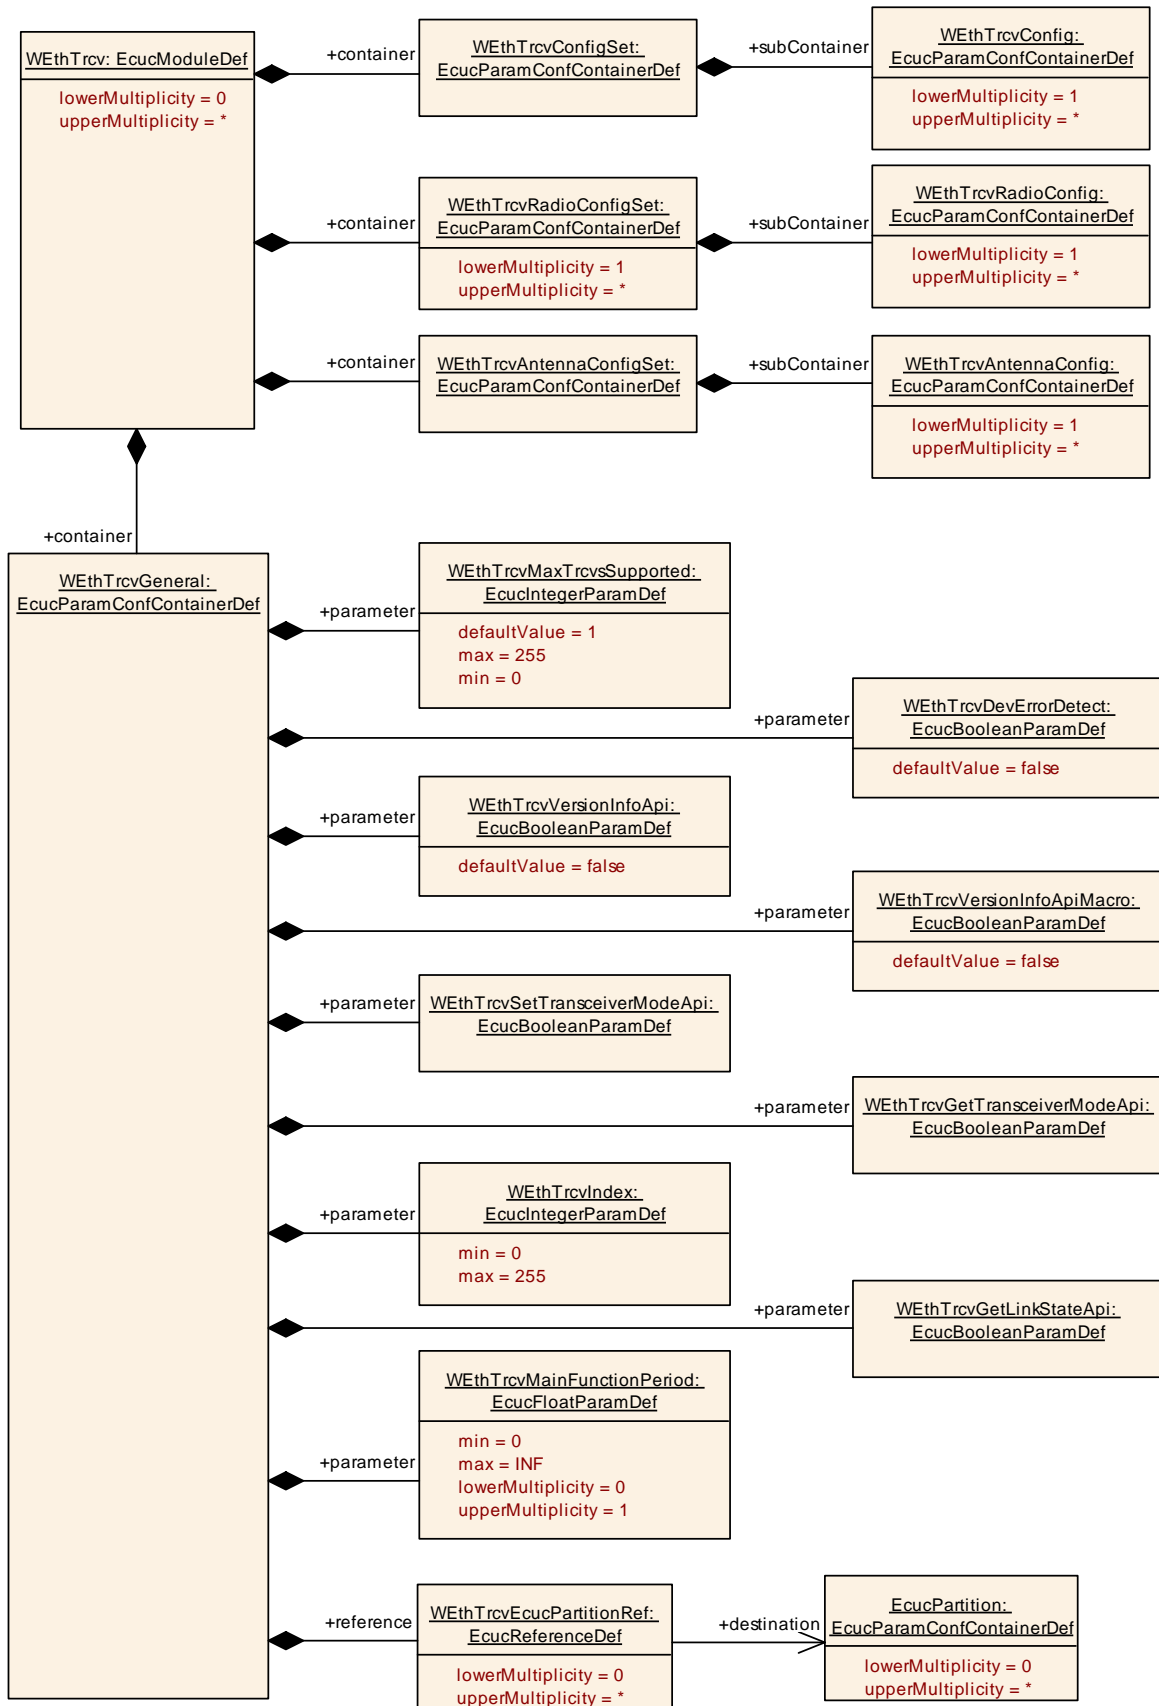 WEthTrcv: EcucModuleDef
lowerMultiplicity = 0
upperMultiplicity = *
+container
WEthTrcvConfigSet:
EcucParamConfContainerDef
+subContainer
WEthTrcvConfig:
EcucParamConfContainerDef
lowerMultiplicity = 1
upperMultiplicity = *
+container
WEthTrcvRadioConfigSet:
EcucParamConfContainerDef
lowerMultiplicity = 1
upperMultiplicity = *
+subContainer
WEthTrcvRadioConfig:
EcucParamConfContainerDef
lowerMultiplicity = 1
upperMultiplicity = *
+container
WEthTrcvAntennaConfigSet:
EcucParamConfContainerDef
+subContainer
WEthTrcvAntennaConfig:
EcucParamConfContainerDef
lowerMultiplicity = 1
upperMultiplicity = *
+container
WEthTrcvGeneral:
EcucParamConfContainerDef
+parameter
WEthTrcvMaxTrcvsSupported:
EcucIntegerParamDef
defaultValue = 1
max = 255
min = 0
+parameter
WEthTrcvDevErrorDetect:
EcucBooleanParamDef
defaultValue = false
+parameter
WEthTrcvVersionInfoApi:
EcucBooleanParamDef
defaultValue = false
+parameter
WEthTrcvVersionInfoApiMacro:
EcucBooleanParamDef
defaultValue = false
+parameter
WEthTrcvSetTransceiverModeApi:
EcucBooleanParamDef
+parameter
WEthTrcvGetTransceiverModeApi:
EcucBooleanParamDef
+parameter
WEthTrcvIndex:
EcucIntegerParamDef
min = 0
max = 255
+parameter
WEthTrcvGetLinkStateApi:
EcucBooleanParamDef
+parameter
WEthTrcvMainFunctionPeriod:
EcucFloatParamDef
min = 0
max = INF
lowerMultiplicity = 0
upperMultiplicity = 1
+reference
WEthTrcvEcucPartitionRef:
EcucReferenceDef
lowerMultiplicity = 0
upperMultiplicity = *
+destination
EcucPartition:
EcucParamConfContainerDef
lowerMultiplicity = 0
upperMultiplicity = *